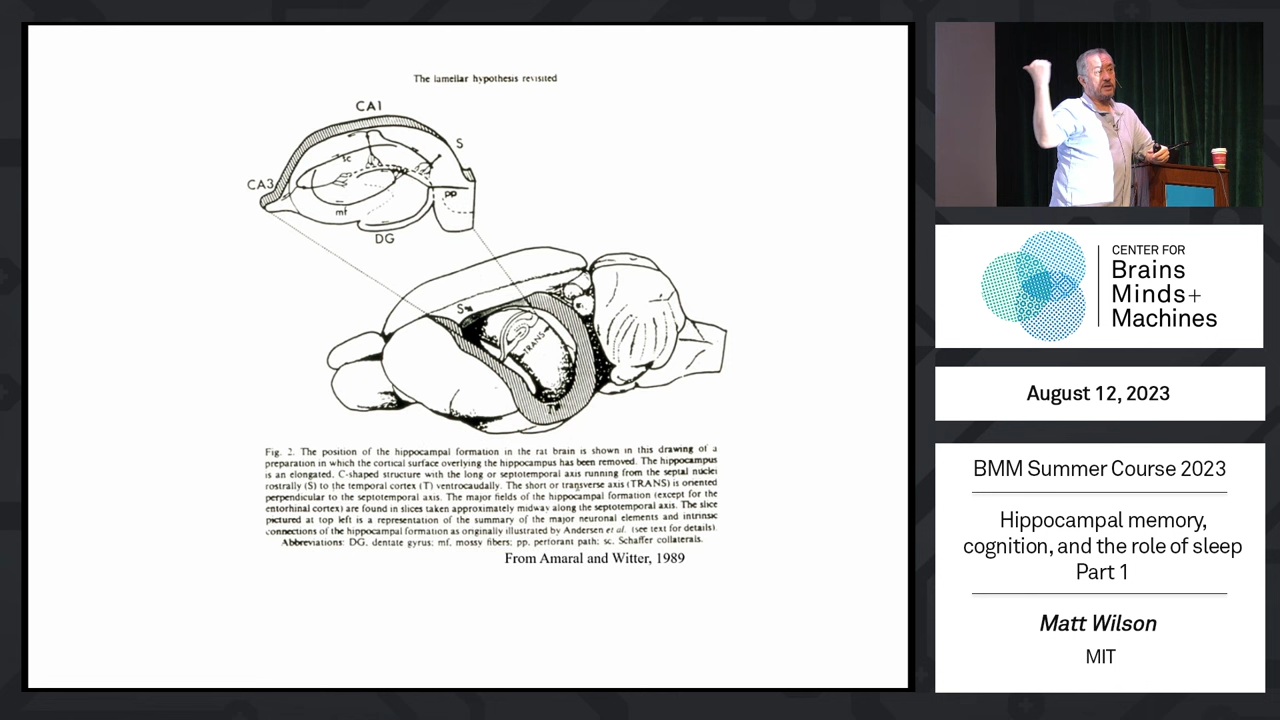 The lamellar hypothesis revisited
CA1
S
sc
CA3
pp
mf
DG
S
TRANS
T
Fig. 2. The position of the hippocampal formation in the rat brain is shown in this drawing of a
preparation in which the cortical surface overlying the hippocampus has been removed. The hippocampus
is an elongated, C-shaped structure with the long or septotemporal axis running from the septal nuclei
rostrally (S) to the temporal cortex (T) ventrocaudally. The short or transverse axis (TRANS) is oriented
perpendicular to the septotemporal axis. The major fields of the hippocampal formation (except for the
entorhinal cortex) are found in slices taken approximately midway along the septotemporal axis. The slice
pictured at top left is a representation of the summary of the major neuronal elements and intrinsic
connections of the hippocampal formation as originally illustrated by Andersen et al. (see text for details).
Abbreviations: DG, dentate gyrus; mf, mossy fibers; pp, perforant path; sc, Schaffer collaterals.
From Amaral and Witter, 1989
CENTER FOR
Brains
Minds+
Machines
August 12, 2023
BMM Summer Course 2023
Hippocampal memory,
cognition, and the role of sleep
Part 1
Matt Wilson
MIT